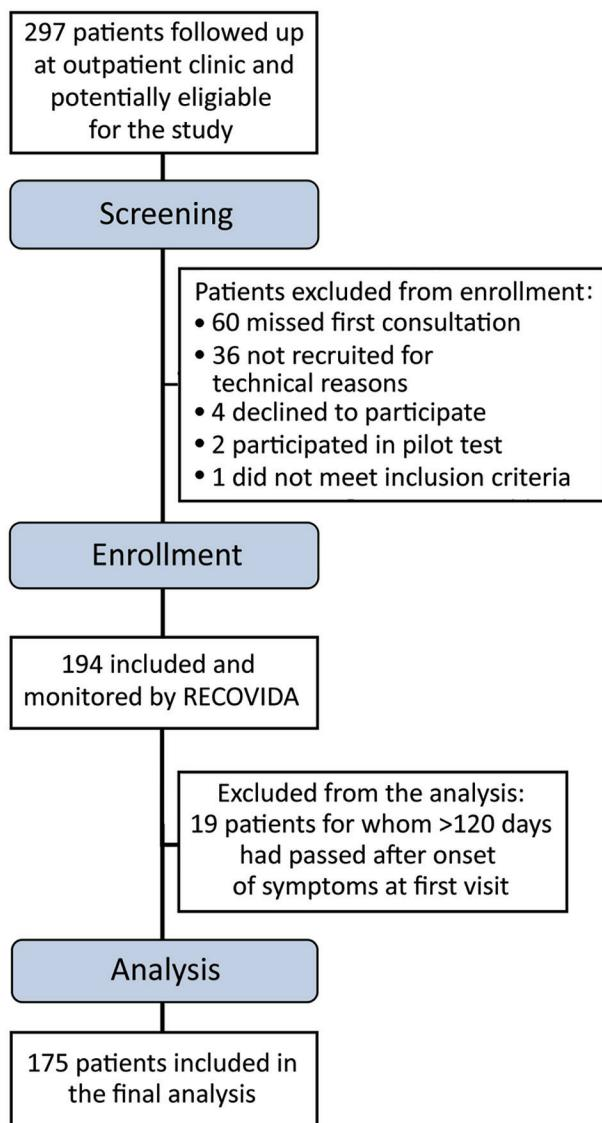 297 patients followed up
at outpatient clinic and
potentially eligiable
for the study
Screening
Patients excluded from enrollment:
• 60 missed first consultation
• 36 not recruited for
technical reasons
• 4 declined to participate
• 2 participated in pilot test
• 1 did not meet inclusion criteria
Enrollment
194 included and
monitored by RECOVIDA
Excluded from the analysis:
19 patients for whom >120 days
had passed after onset
of symptoms at first visit
Analysis
175 patients included in
the final analysis